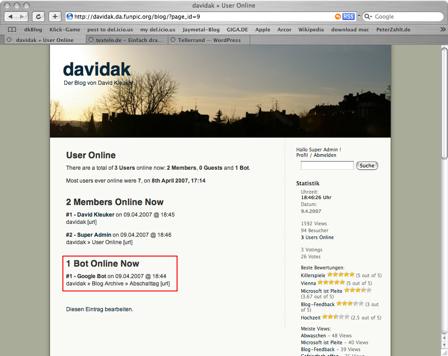 davidak » User Online
http://davidak.da.funpic.org/blog/?page_id=9
RSS
Google
dkBlog Klick-Game post to del.icio.us my del.icio.us Jaymetal-Blog GIGA.DE Apple Arcor Wikipedia download mac PeterZahlt.de
davidak » User Online
texteln.de - Einfach dra...
Tellerrand — WordPress
davidak
Der Blog von David Kleuker
User Online
There are a total of 3 Users online now: 2 Members, 0 Guests and 1 Bot.
Most users ever online were 7, on 8th April 2007, 17:14
2 Members Online Now
#1 - David Kleuker on 09.04.2007 @ 18:45
davidak [url]
#2 - Super Admin on 09.04.2007 @ 18:46
davidak » User Online [url]
1 Bot Online Now
#1 - Google Bot on 09.04.2007 @ 18:44
davidak » Blog Archive » Abschalttag [url]
Diesen Eintrag bearbeiten.
Hallo Super Admin !
Profil / Abmelden
Suche
Statistik
Uhrzeit:
18:46:26 Uhr
Datum:
9.4.2007
1592 Views
94 Besucher
3 Users Online
3 Votings
26 Votes
Beste Bewertungen:
Killerspiele (5 out of 5)
Vienna (5 out of 5)
Microsoft ist Pleite
(3.67 out of 5)
Blog-Feedback (3 out of 5)
Hochzeit (2.5 out of 5)
Meiste Views:
Abwaschen - 48 Views
Microsoft ist Pleite - 40
Views
Blog-Feedback - 39 Views